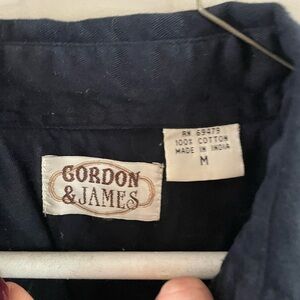 GORDON
& JAMES
RN 69479
100% COTTON
MADE IN INDIA
M